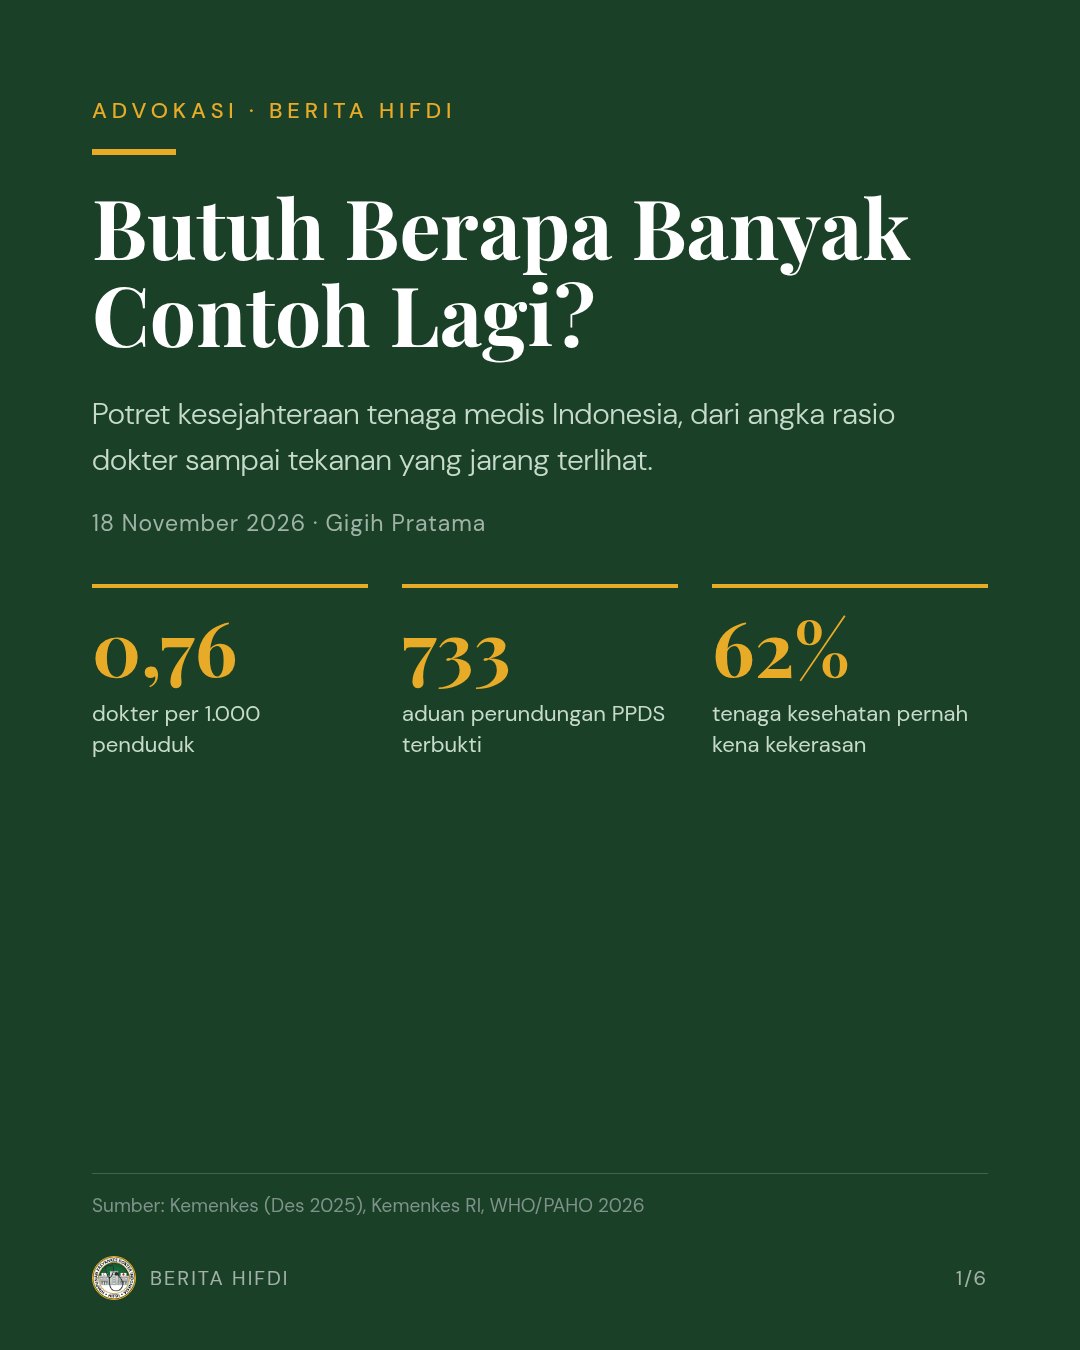 ADVOKASI · BERITA HIFDI
Butuh Berapa Banyak
Contoh Lagi?
Potret kesejahteraan tenaga medis Indonesia, dari angka rasio
dokter sampai tekanan yang jarang terlihat.
18 November 2026 · Gigih Pratama
0,76
dokter per 1.000
penduduk
733
aduan perundungan PPDS
terbukti
62%
tenaga kesehatan pernah
kena kekerasan
Sumber: Kemenkes (Des 2025), Kemenkes RI, WHO/PAHO 2026
BERITA HIFDI
1/6